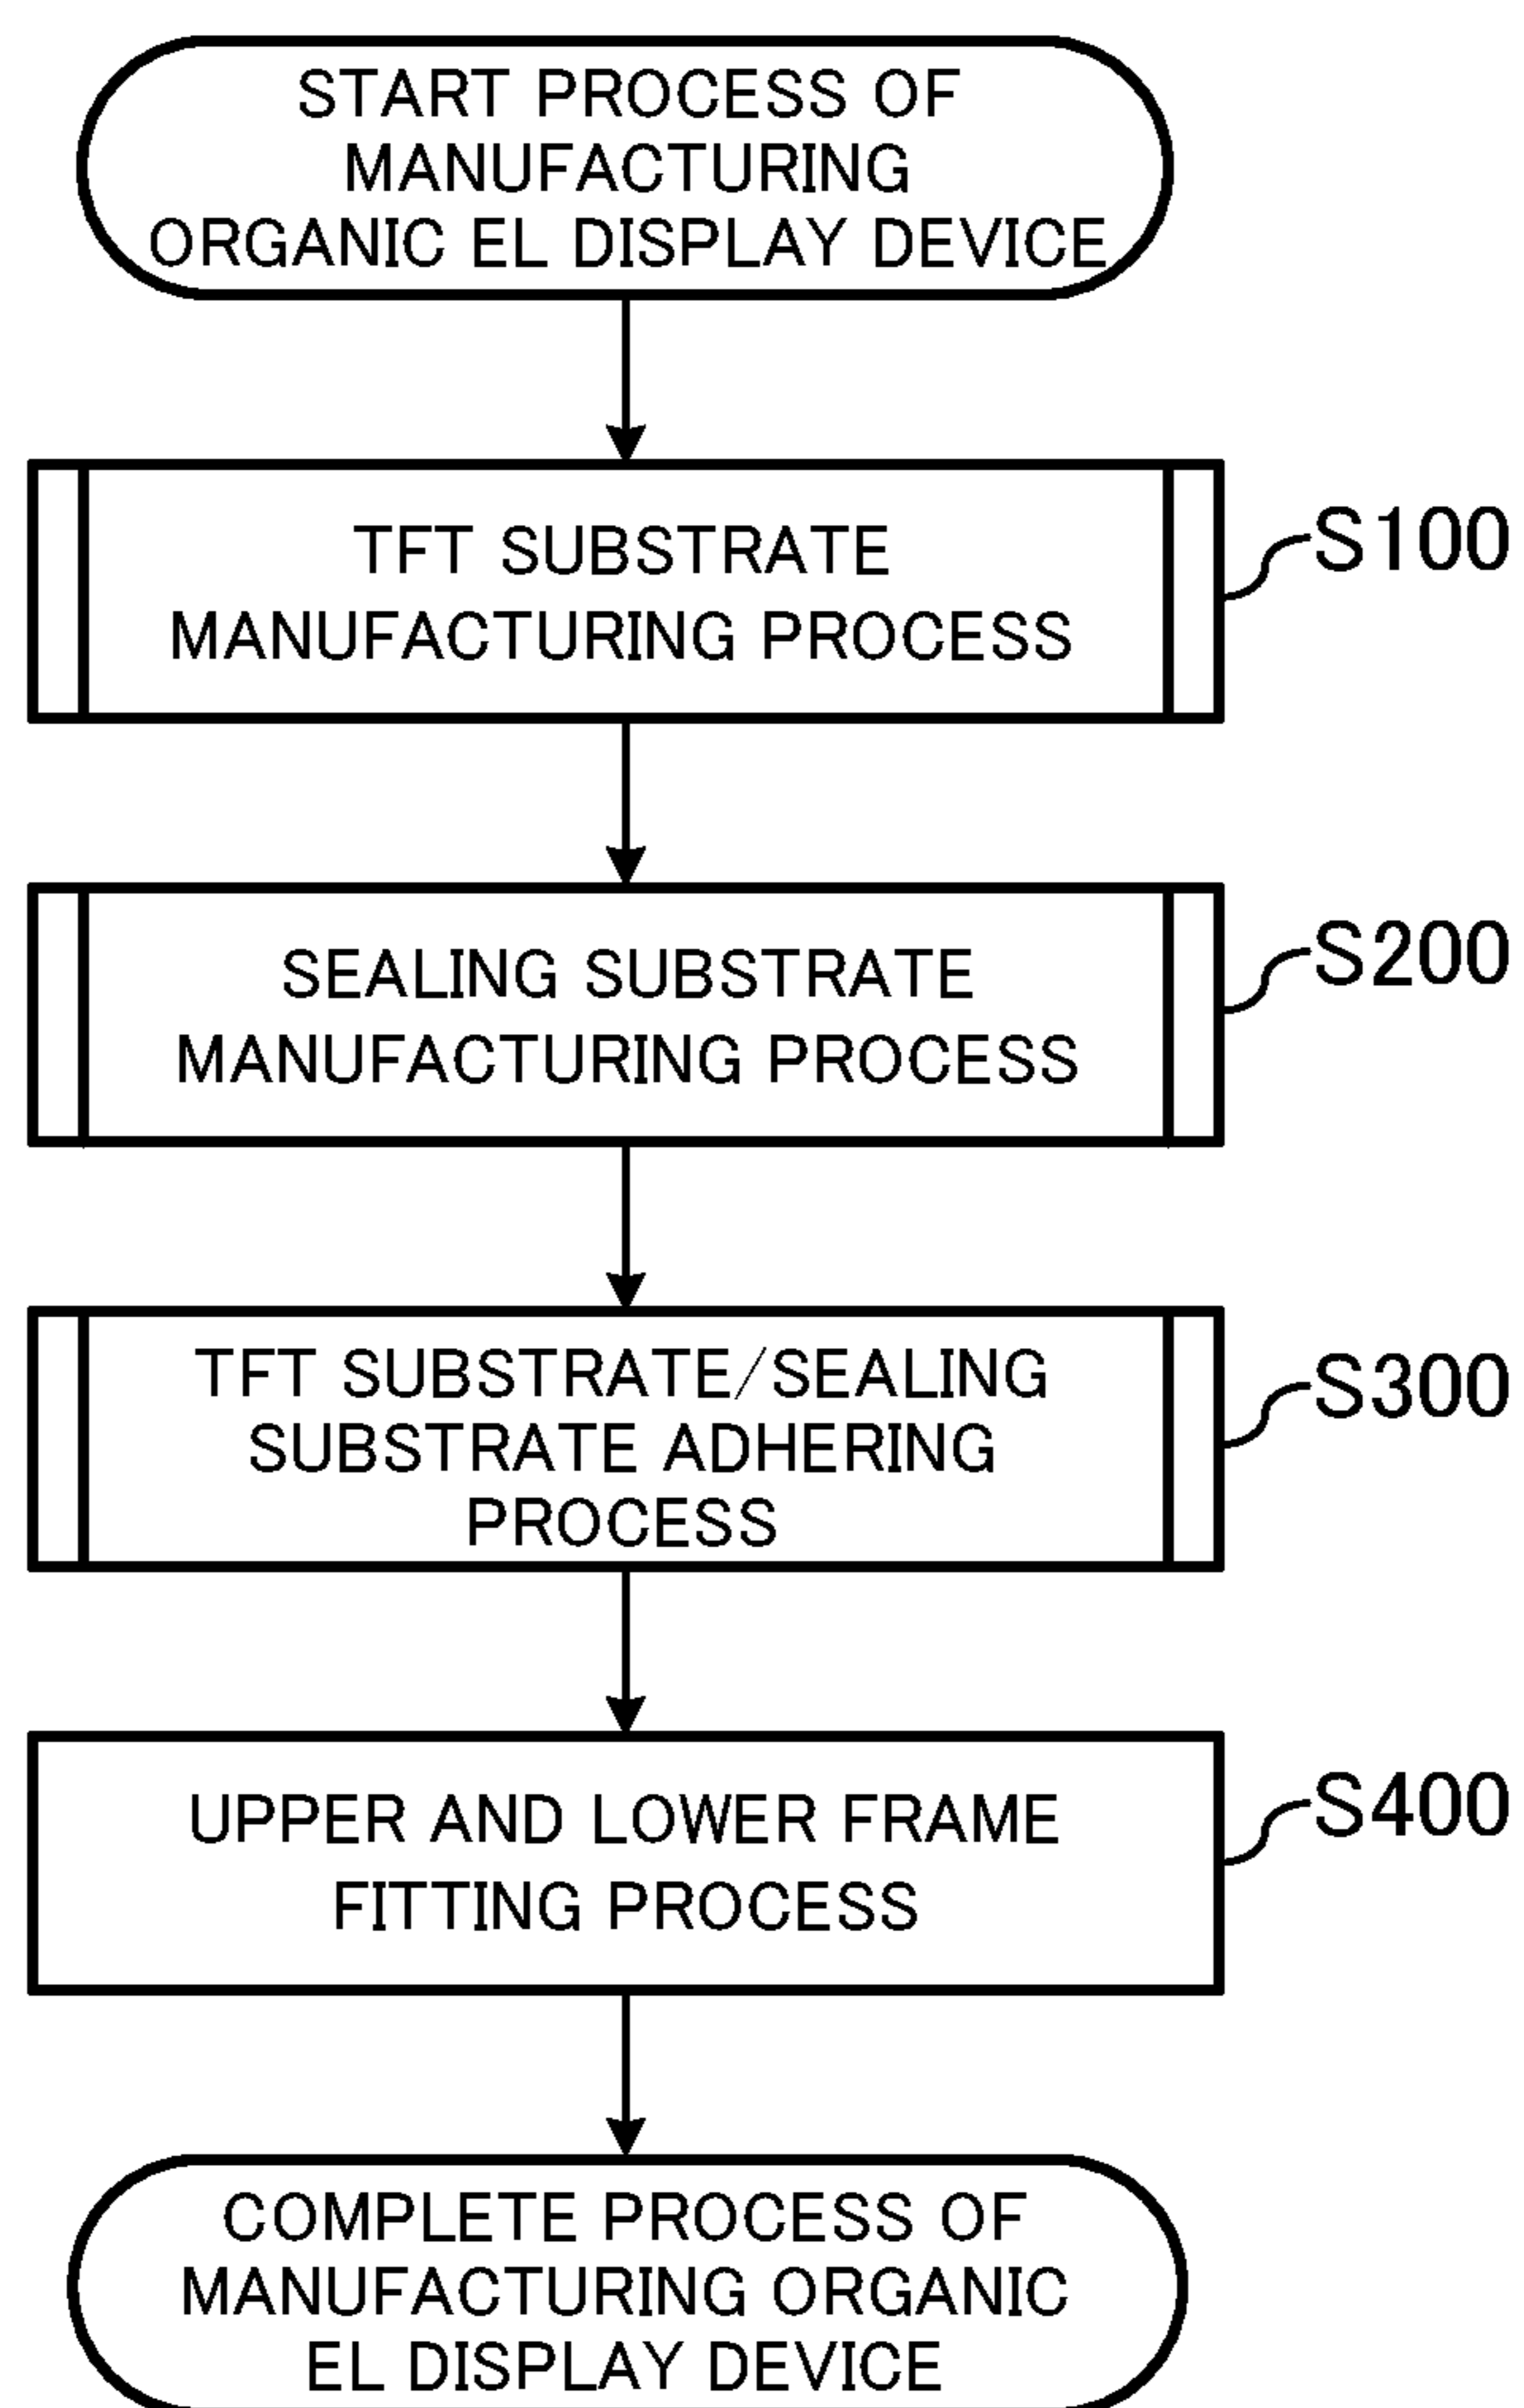 START PROCESS OF
MANUFACTURING
ORGANIC EL DISPLAY DEVICE
TFT SUBSTRATE
MANUFACTURING PROCESS
S100
SEALING SUBSTRATE
MANUFACTURING PROCESS
S200
TFT SUBSTRATE/SEALING
SUBSTRATE ADHERING
PROCESS
S300
UPPER AND LOWER FRAME
FITTING PROCESS
S400
COMPLETE PROCESS OF
MANUFACTURING ORGANIC
EL DISPLAY DEVICE